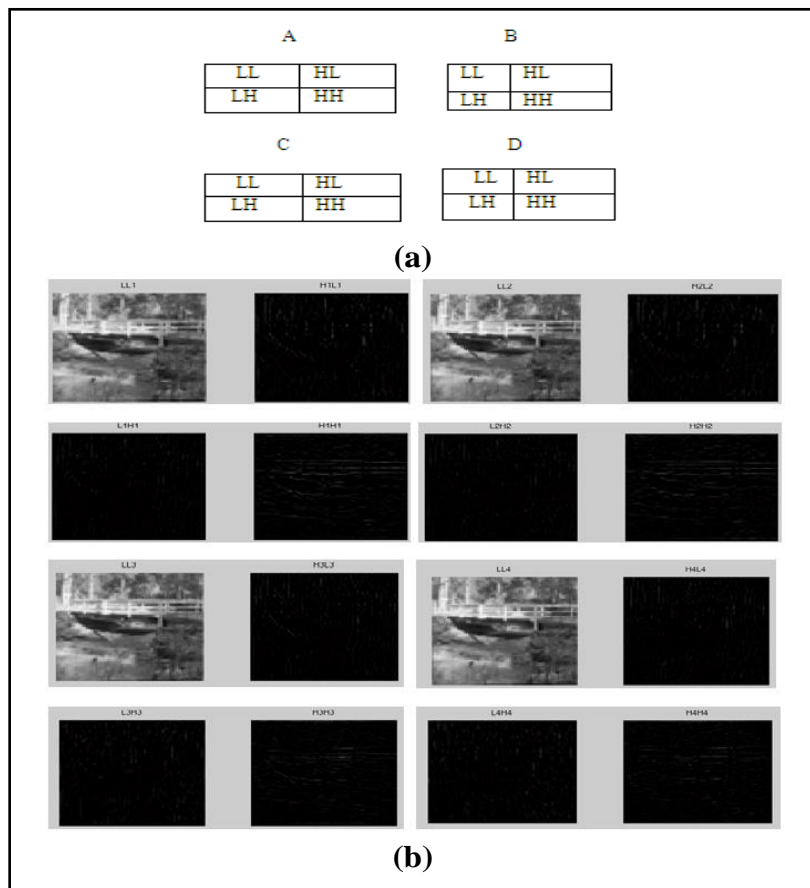 A B
LL HL LL HL
LH HH LH HH
C D
LL HL LL HL
LH HH LH HH
(a)
LL1 H1L1 LL2 H2L2
L1H1 H1H1 L2H2 H2H2
LL3 H3L3 LL4 H4L4
L3H3 H3H3 L4H4 H4H4
(b)